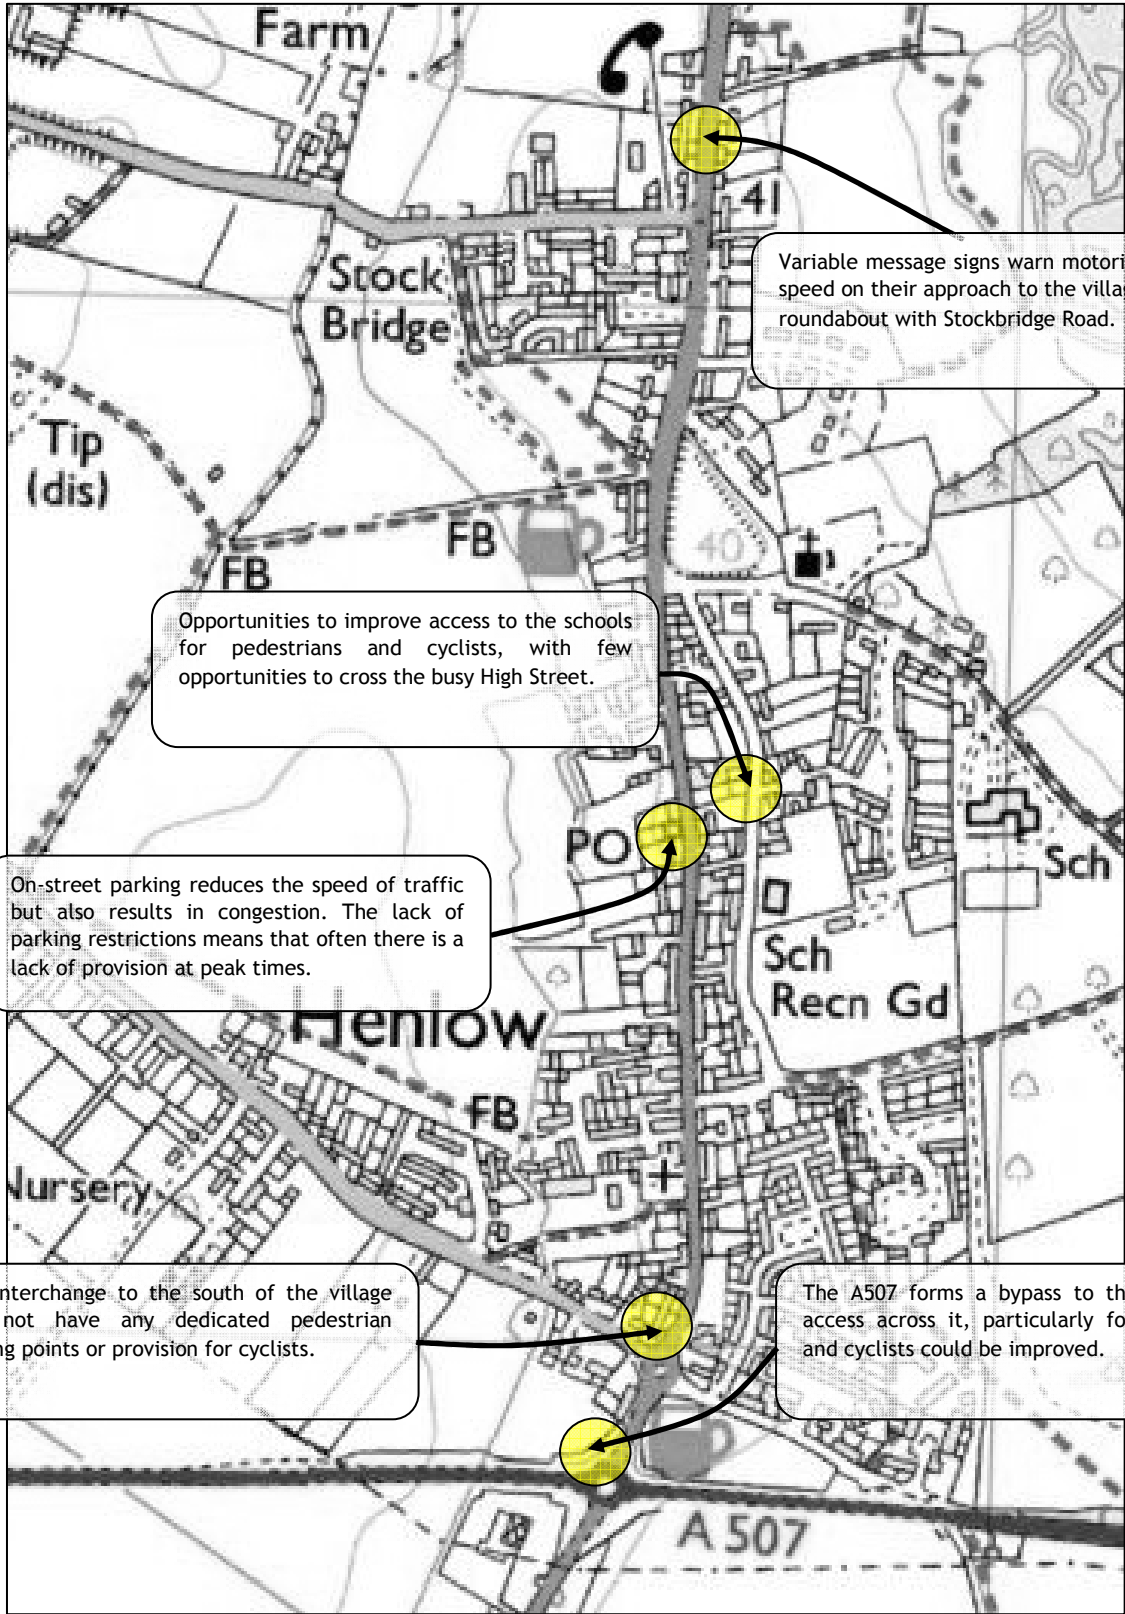 Farm
41
Variable message signs warn motori
speed on their approach to the villag
roundabout with Stockbridge Road.
Stock
Bridge
Tip
(dis)
FB
FB
40
Opportunities to improve access to the schools
for pedestrians and cyclists, with few
opportunities to cross the busy High Street.
PO
Sch
On-street parking reduces the speed of traffic
but also results in congestion. The lack of
parking restrictions means that often there is a
lack of provision at peak times.
Sch
Recn Gd
Henlow
FB
Nursery
nterchange to the south of the village
not have any dedicated pedestrian
ng points or provision for cyclists.
The A507 forms a bypass to th
access across it, particularly fo
and cyclists could be improved.
A 507